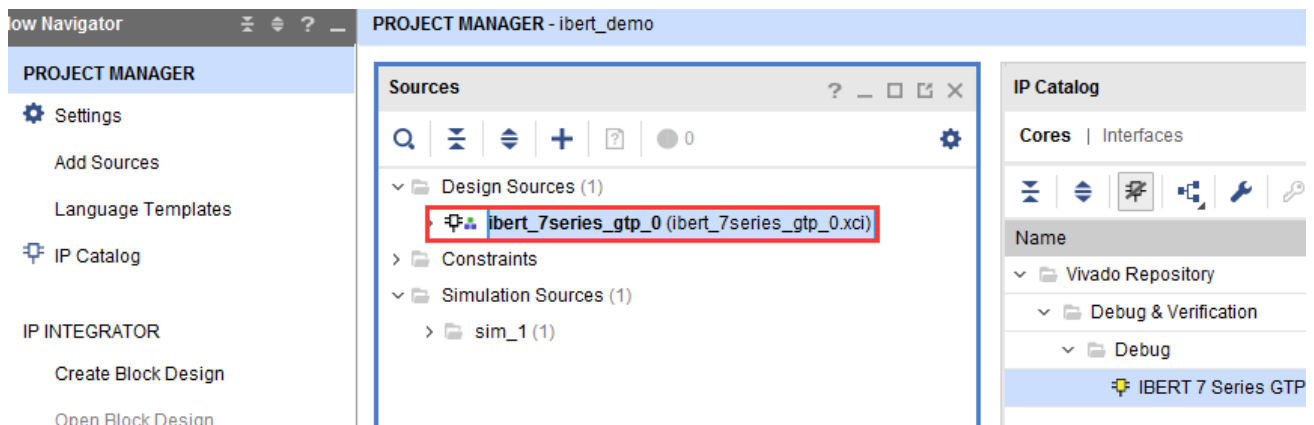 low Navigator
PROJECT MANAGER - ibert_demo
PROJECT MANAGER
Settings
Add Sources
Language Templates
IP Catalog
IP INTEGRATOR
Create Block Design
Open Block Design
Sources
0
Design Sources (1)
ibert_7series_gtp_0 (ibert_7series_gtp_0.xci)
Constraints
Simulation Sources (1)
sim_1 (1)
IP Catalog
Cores | Interfaces
Name
Vivado Repository
Debug & Verification
Debug
IBERT 7 Series GTP